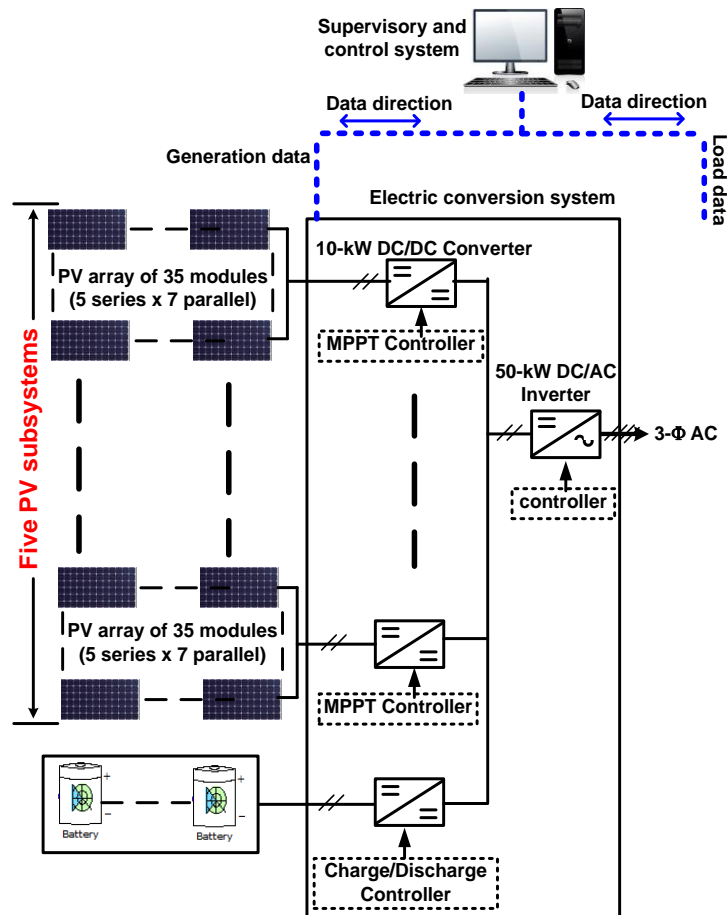 Supervisory and
control system
Data direction
Data direction
Generation data
Load data
Electric conversion system
10-kW DC/DC Converter
PV array of 35 modules
(5 series x 7 parallel)
MPPT Controller
50-kW DC/AC
Inverter
3-Φ AC
controller
Five PV subsystems
PV array of 35 modules
(5 series x 7 parallel)
MPPT Controller
+
−
Battery
+
−
Battery
Charge/Discharge
Controller